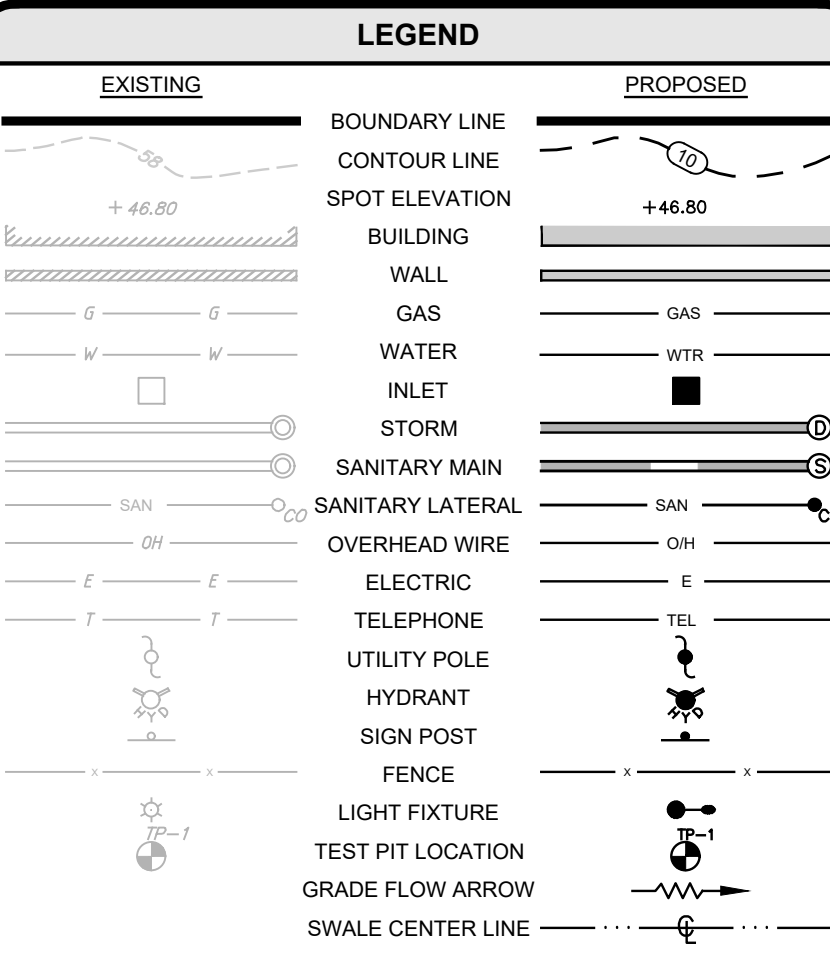 LEGEND
EXISTING PROPOSED
BOUNDARY LINE
58 CONTOUR LINE 10
+ 46.80 SPOT ELEVATION +46.80
BUILDING
WALL
G G GAS GAS
W W WATER WTR
INLET
STORM D
SANITARY MAIN S
SAN CO SANITARY LATERAL SAN C
OH OVERHEAD WIRE O/H
E E ELECTRIC E
T T TELEPHONE TEL
UTILITY POLE
HYD HYDRANT HYD
SIGN POST
x x FENCE x x
LIGHT FIXTURE
TP-1 TEST PIT LOCATION TP-1
GRADE FLOW ARROW
SWALE CENTER LINE ℄